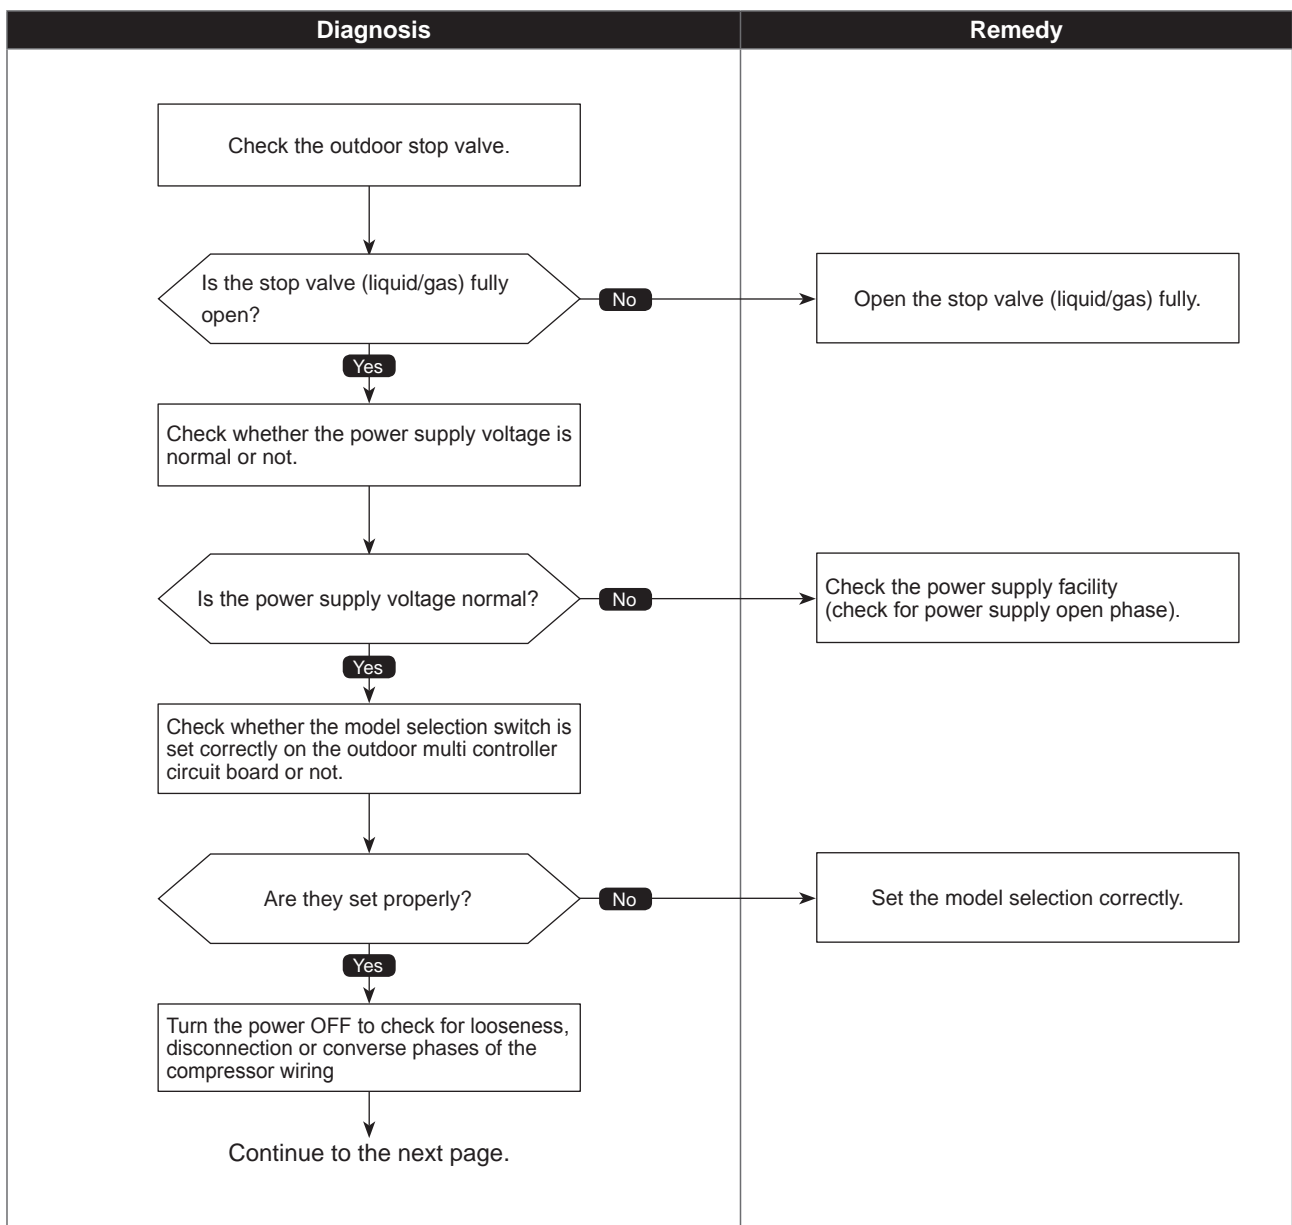 Diagnosis
Remedy
Check the outdoor stop valve.
Is the stop valve (liquid/gas) fully
open?
No
Open the stop valve (liquid/gas) fully.
Yes
Check whether the power supply voltage is
normal or not.
Is the power supply voltage normal?
No
Check the power supply facility
(check for power supply open phase).
Yes
Check whether the model selection switch is
set correctly on the outdoor multi controller
circuit board or not.
Are they set properly?
No
Set the model selection correctly.
Yes
Turn the power OFF to check for looseness,
disconnection or converse phases of the
compressor wiring
Continue to the next page.